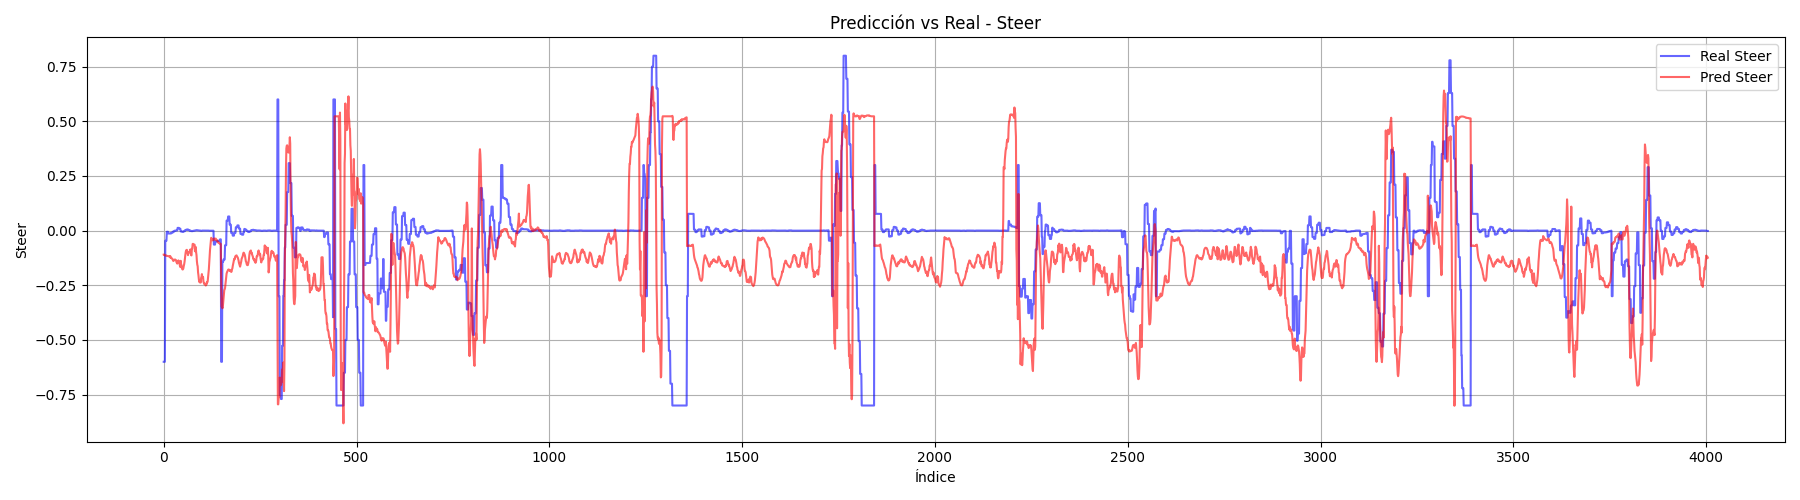 Predicción vs Real - Steer
Real Steer
Pred Steer
Steer
0.75
0.50
0.25
0.00
−0.25
−0.50
−0.75
0 500 1000 1500 2000 2500 3000 3500 4000
Índice